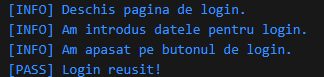 [INFO] Deschis pagina de login.
[INFO] Am introdus datele pentru login.
[INFO] Am apasat pe butonul de login.
[PASS] Login reusit!